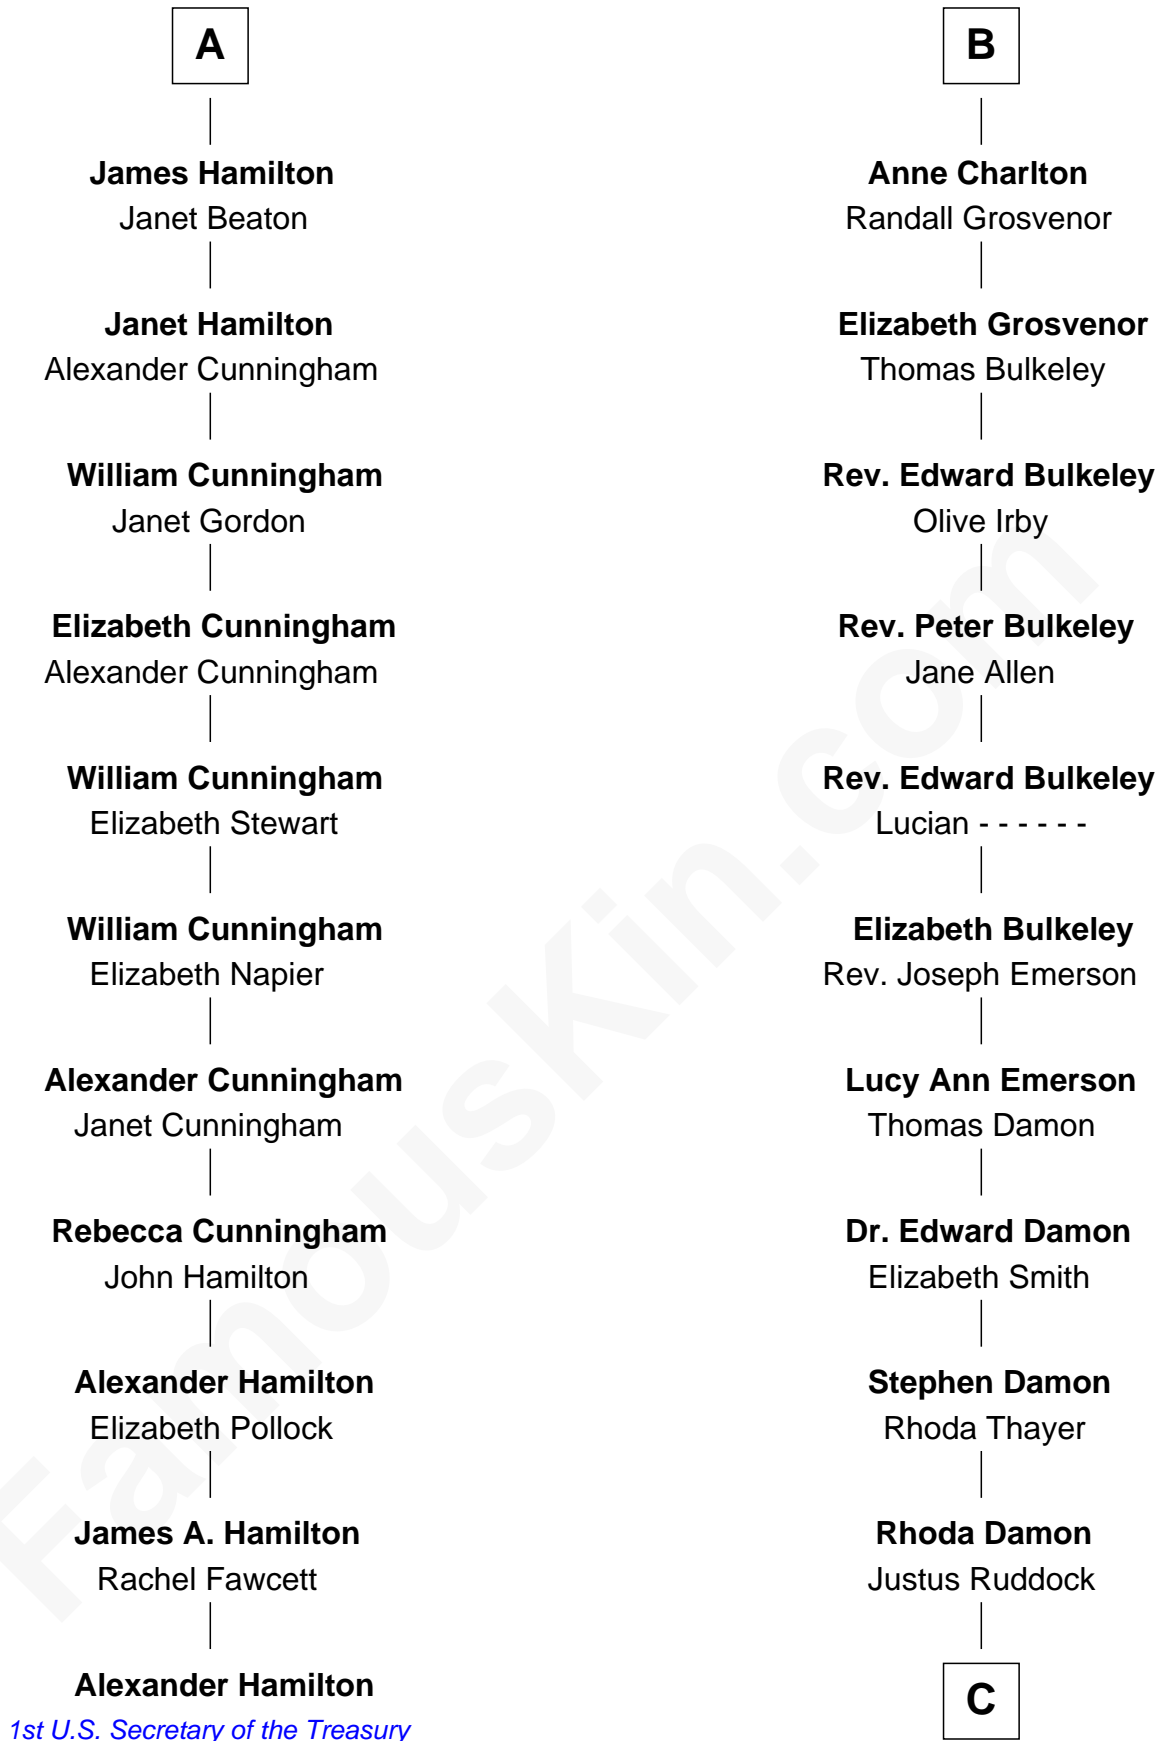 A
James Hamilton
Janet Beaton
Janet Hamilton
Alexander Cunningham
William Cunningham
Janet Gordon
Elizabeth Cunningham
Alexander Cunningham
William Cunningham
Elizabeth Stewart
William Cunningham
Elizabeth Napier
Alexander Cunningham
Janet Cunningham
Rebecca Cunningham
John Hamilton
Alexander Hamilton
Elizabeth Pollock
James A. Hamilton
Rachel Fawcett
Alexander Hamilton
1st U.S. Secretary of the Treasury
B
Anne Charlton
Randall Grosvenor
Elizabeth Grosvenor
Thomas Bulkeley
Rev. Edward Bulkeley
Olive Irby
Rev. Peter Bulkeley
Jane Allen
Rev. Edward Bulkeley
Lucian - - - - - -
Elizabeth Bulkeley
Rev. Joseph Emerson
Lucy Ann Emerson
Thomas Damon
Dr. Edward Damon
Elizabeth Smith
Stephen Damon
Rhoda Thayer
Rhoda Damon
Justus Ruddock
C
FamousKin.com